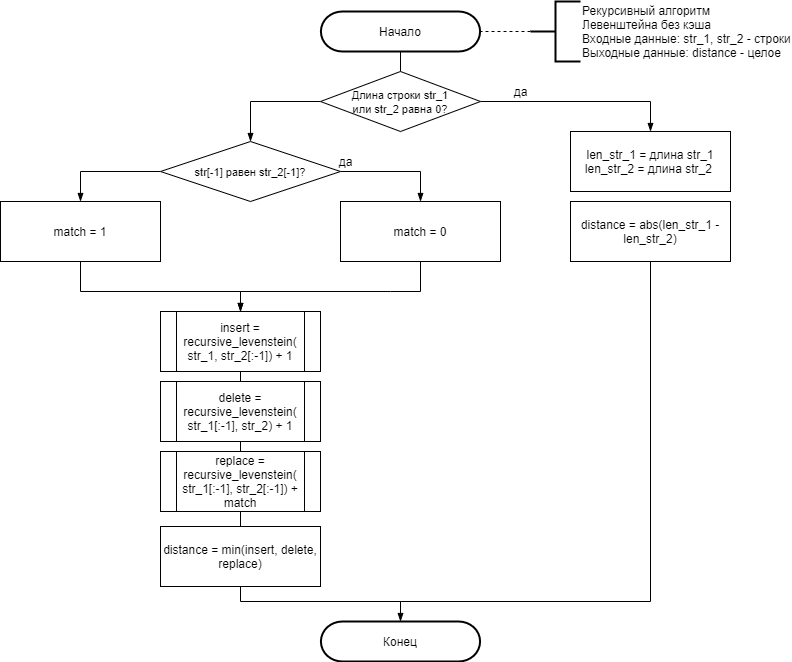 Начало
Рекурсивный алгоритм
Левенштейна без кэша
Входные данные: str_1, str_2 - строки
Выходные данные: distance - целое
Длина строки str_1
или str_2 равна 0?
да
len_str_1 = длина str_1
len_str_2 = длина str_2
str[-1] равен str_2[-1]?
да
match = 1
match = 0
distance = abs(len_str_1 -
len_str_2)
insert =
recursive_levenstein(
str_1, str_2[:-1]) + 1
delete =
recursive_levenstein(
str_1[:-1], str_2) + 1
replace =
recursive_levenstein(
str_1[:-1], str_2[:-1]) +
match
distance = min(insert, delete,
replace)
Конец